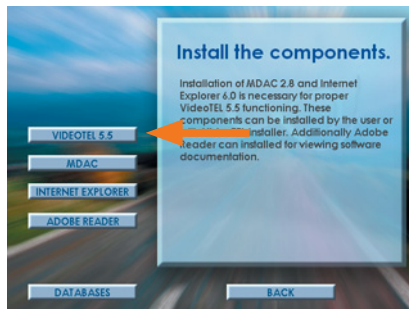 Install the components.
Installation of MDAC 2.8 and Internet
Explorer 6.0 is necessary for proper
VideoTEL 5.5 functioning. These
components can be installed by the user or
installer. Additionally Adobe
Reader can installed for viewing software
documentation.
VIDEOTEL 5.5
MDAC
INTERNET EXPLORER
ADOBE READER
DATABASES
BACK